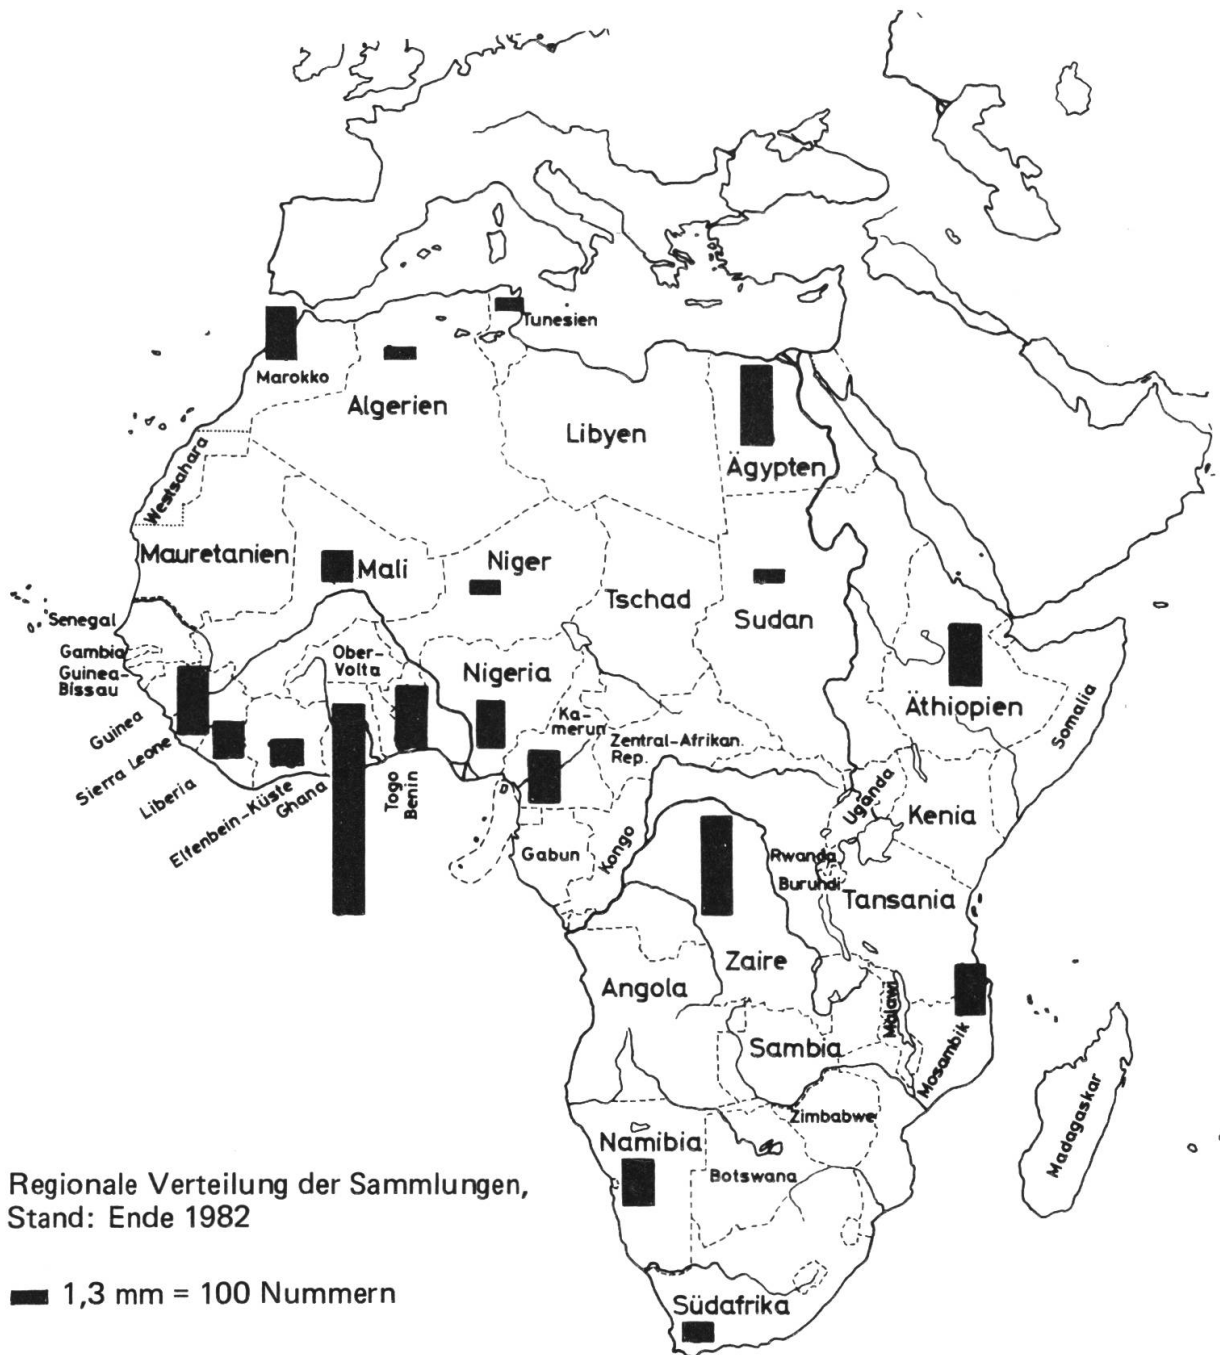 Tunesien
Marokko
Algerien
Libyen
Ägypten
Westsahara
Mauretanien
Mali
Niger
Tschad
Sudan
Senegal
Gambia
Guinea-
Bissau
Guinea
Sierra Leone
Liberia
Elfenbein-Küste
Ghana
Ober-
Volta
Togo
Benin
Nigeria
Ka-
merun
Zentral-Afrikan.
Rep.
Äthiopien
Somalia
Uganda
Kenia
Gabun
Kongo
Rwanda
Burundi
Tansania
Zaire
Angola
Sambia
Malawi
Mosambik
Madagaskar
Zimbabwe
Namibia
Botswana
Südafrika
Regionale Verteilung der Sammlungen,
Stand: Ende 1982
1,3 mm = 100 Nummern